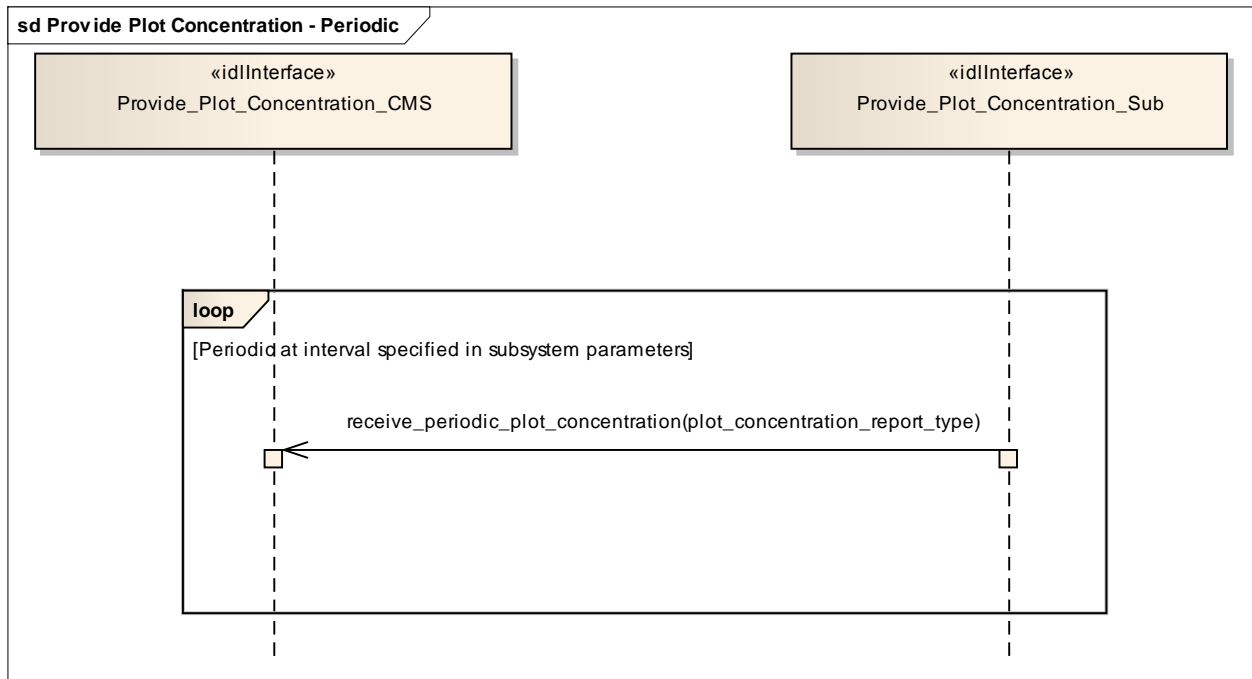 sd Provide Plot Concentration - Periodic
«idlInterface»
Provide_Plot_Concentration_CMS
«idlInterface»
Provide_Plot_Concentration_Sub
loop
[Periodic at interval specified in subsystem parameters]
receive_periodic_plot_concentration(plot_concentration_report_type)